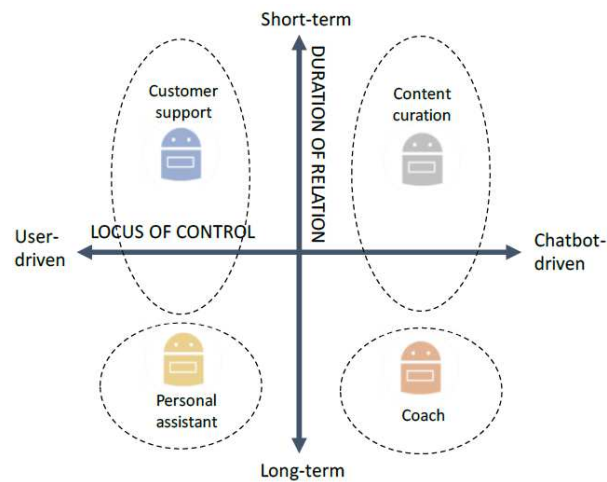 Short-term
DURATION OF RELATION
Customer
support
Content
curation
LOCUS OF CONTROL
User-
driven
Chatbot-
driven
Personal
assistant
Coach
Long-term